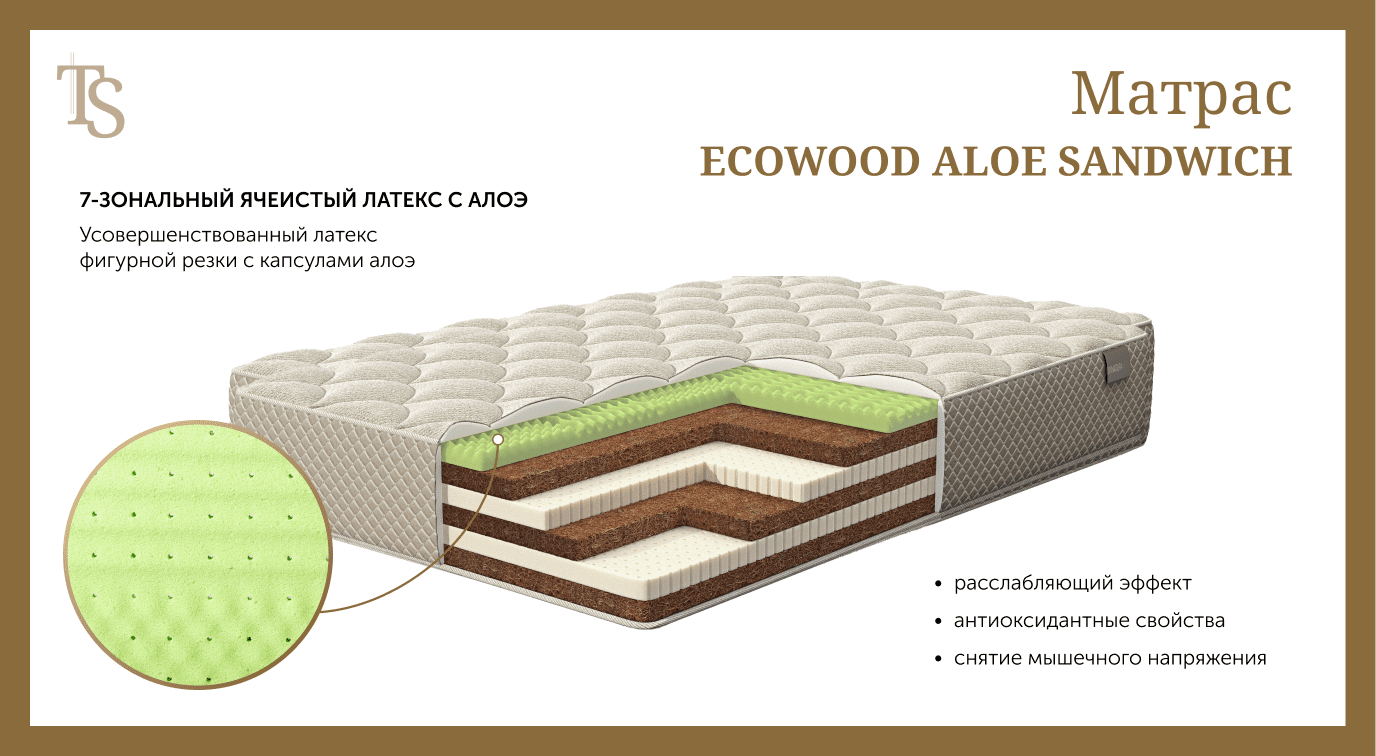 TS
Матрас
ECOWOOD ALOE SANDWICH
7-ЗОНАЛЬНЫЙ ЯЧЕИСТЫЙ ЛАТЕКС С АЛОЭ
Усовершенствованный латекс
фигурной резки с капсулами алоэ
• расслабляющий эффект
• антиоксидантные свойства
• снятие мышечного напряжения